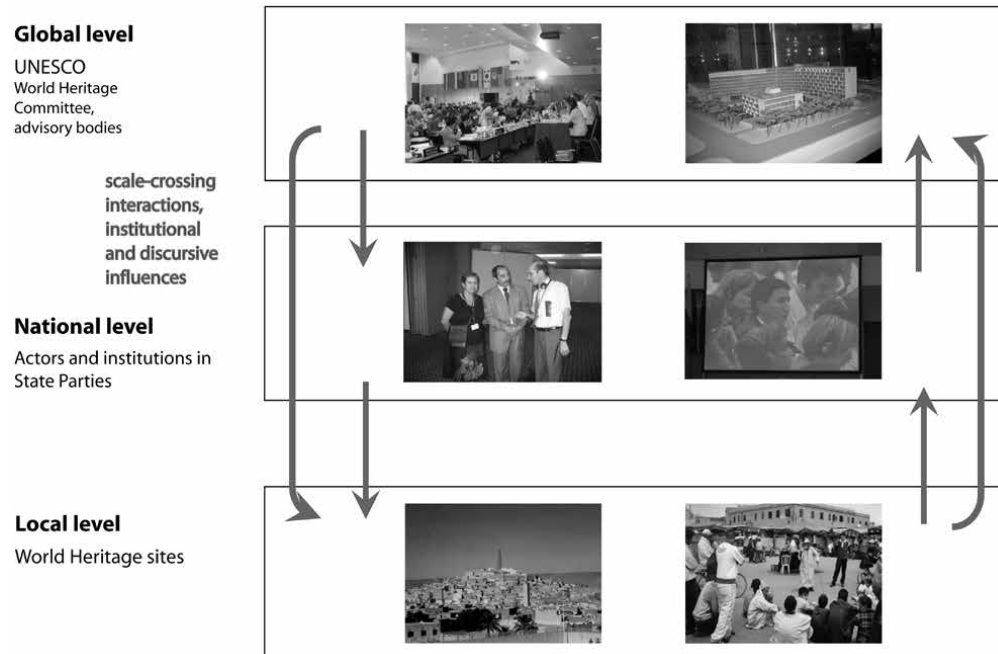 Global level
UNESCO
World Heritage
Committee,
advisory bodies
scale-crossing
interactions,
institutional
and discursive
influences
National level
Actors and institutions in
State Parties
Local level
World Heritage sites